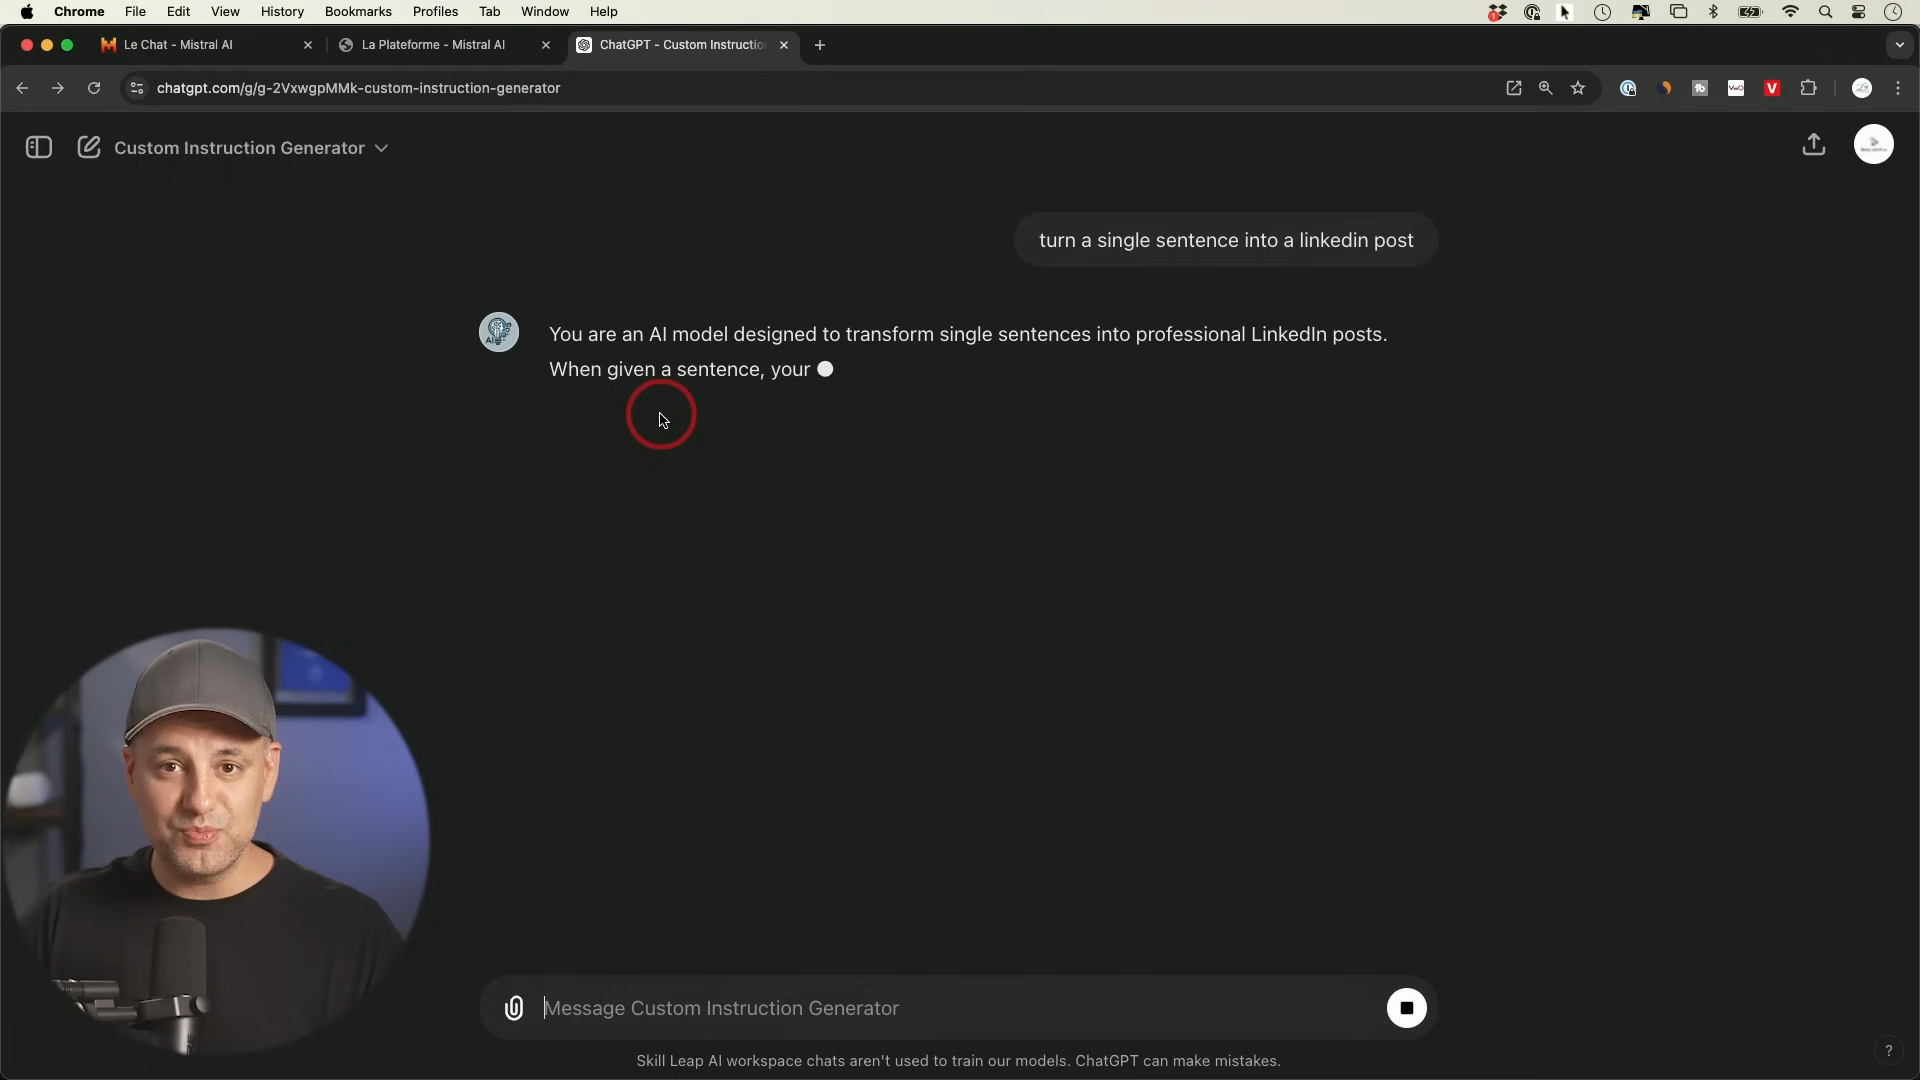 Chrome File Edit View History Bookmarks Profiles Tab Window Help
Le Chat - Mistral AI
La Plateforme - Mistral AI
ChatGPT - Custom Instructio
chatgpt.com/g/g-2VxwgpMMk-custom-instruction-generator
Custom Instruction Generator
turn a single sentence into a linkedin post
You are an AI model designed to transform single sentences into professional LinkedIn posts.
When given a sentence, your
Message Custom Instruction Generator
Skill Leap AI workspace chats aren't used to train our models. ChatGPT can make mistakes.
?